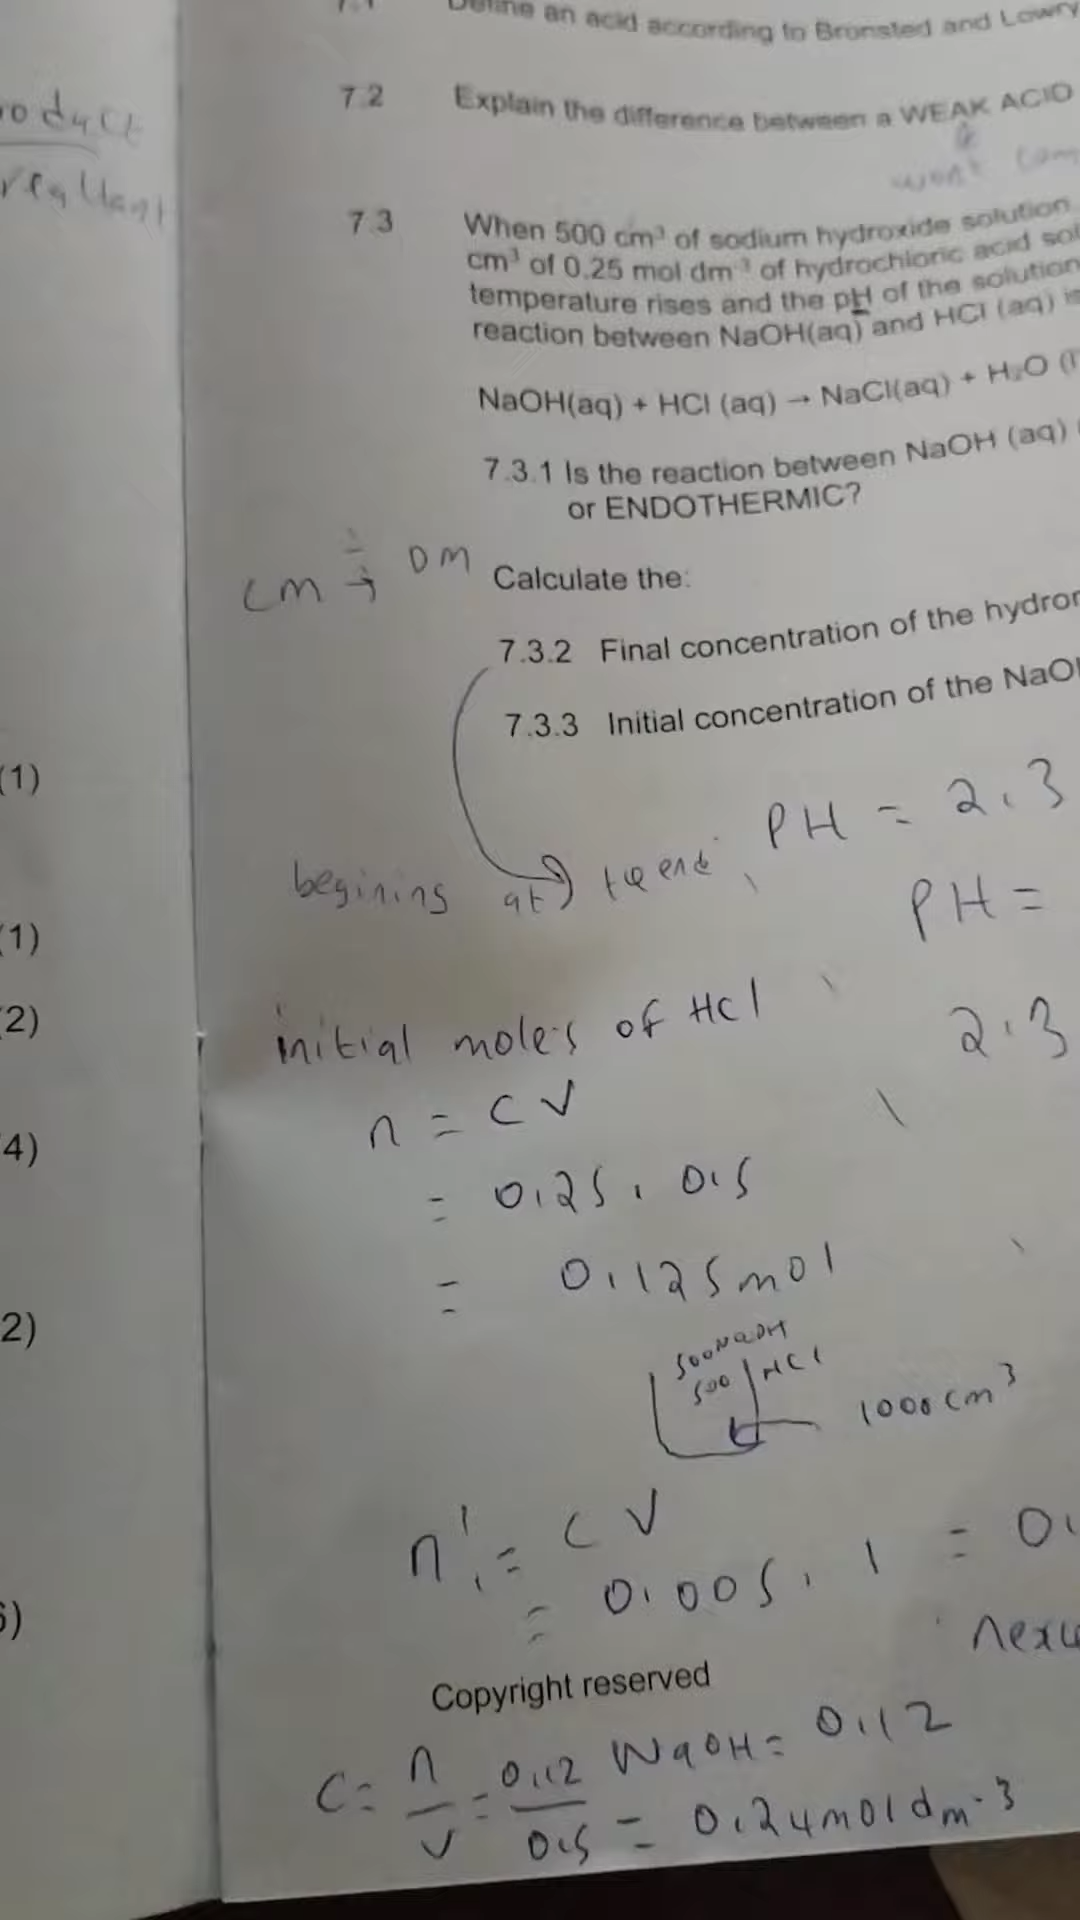 Define an acid according to Bronsted and Lowry
7.2 Explain the difference between a WEAK ACID
7.3 When 500 cm³ of sodium hydroxide solution
cm³ of 0.25 mol dm⁻³ of hydrochloric acid sol
temperature rises and the pH of the solution
reaction between NaOH(aq) and HCl (aq) is
NaOH(aq) + HCl (aq) → NaCl(aq) + H₂O (l
7.3.1 Is the reaction between NaOH (aq)
or ENDOTHERMIC?
cm ÷→ DM
Calculate the:
7.3.2 Final concentration of the hydron
7.3.3 Initial concentration of the NaO
PH = 2.3
begining at the end
PH =
initial moles of HCl
2.3
n = CV
= 0.25 . 0.5
= 0.125 mol
500 NaOH
500 HCl
1000 cm³
n = CV
= 0.005 . 1 = 0.
nexc
Copyright reserved
NaOH = 0.12
C = n/V = 0.12/0.5 = 0.24 mol dm-3
(1)
(1)
(2)
4)
2)